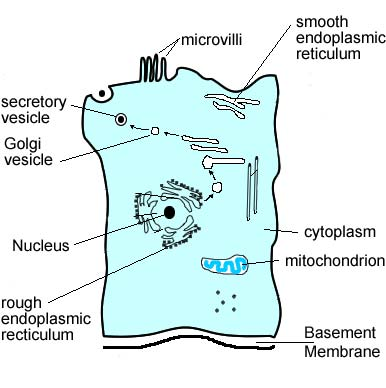 smooth
endoplasmic
reticulum
microvilli
secretory
vesicle
Golgi
vesicle
Nucleus
cytoplasm
mitochondrion
rough
endoplasmic
recticulum
Basement
Membrane